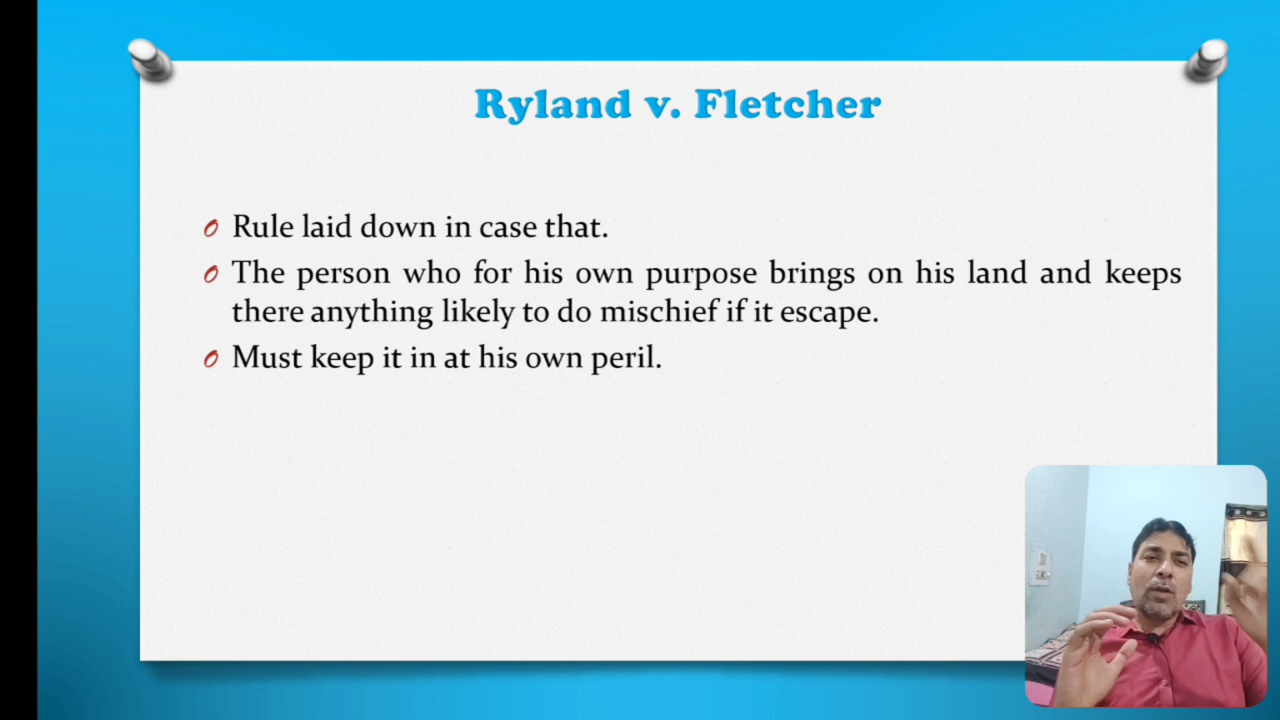 Ryland v. Fletcher
Rule laid down in case that.
The person who for his own purpose brings on his land and keeps
there anything likely to do mischief if it escape.
Must keep it in at his own peril.